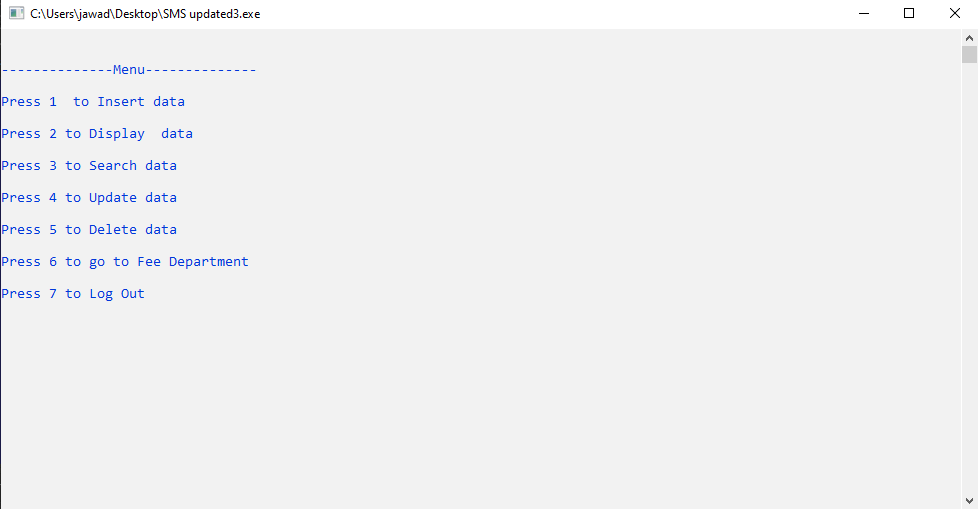 C:\Users\jawad\Desktop\SMS updated3.exe
--------------Menu--------------
Press 1  to Insert data
Press 2 to Display  data
Press 3 to Search data
Press 4 to Update data
Press 5 to Delete data
Press 6 to go to Fee Department
Press 7 to Log Out